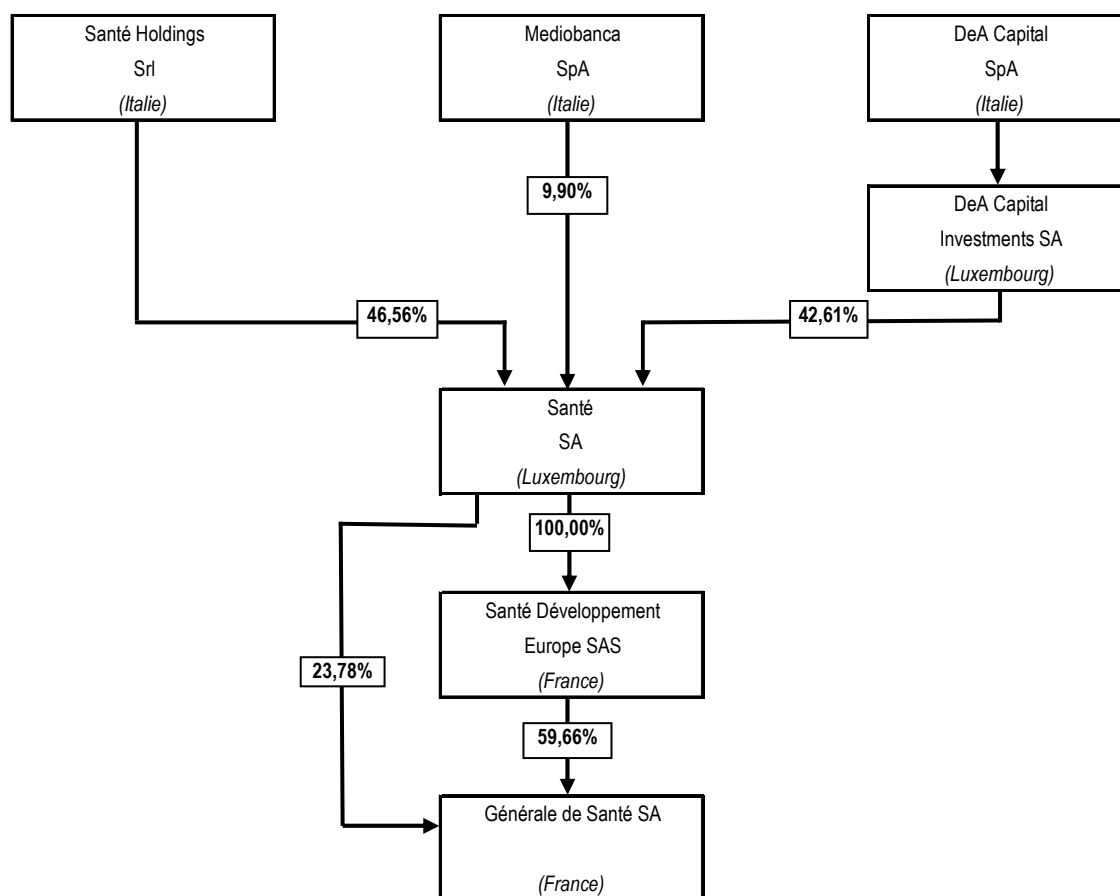 Santé Holdings
Srl
(Italie)
Mediobanca
SpA
(Italie)
DeA Capital
SpA
(Italie)
9,90%
DeA Capital
Investments SA
(Luxembourg)
46,56%
42,61%
Santé
SA
(Luxembourg)
100,00%
Santé Développement
Europe SAS
(France)
23,78%
59,66%
Générale de Santé SA
(France)